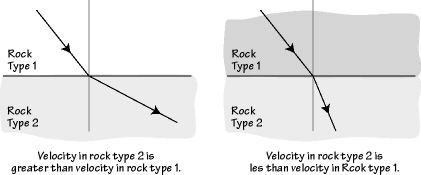 Rock
Type 1
Rock
Type 2
Velocity in rock type 2 is
greater than velocity in rock type 1.
Rock
Type 1
Rock
Type 2
Velocity in rock type 2 is
les than velocity in Rcok type 1.